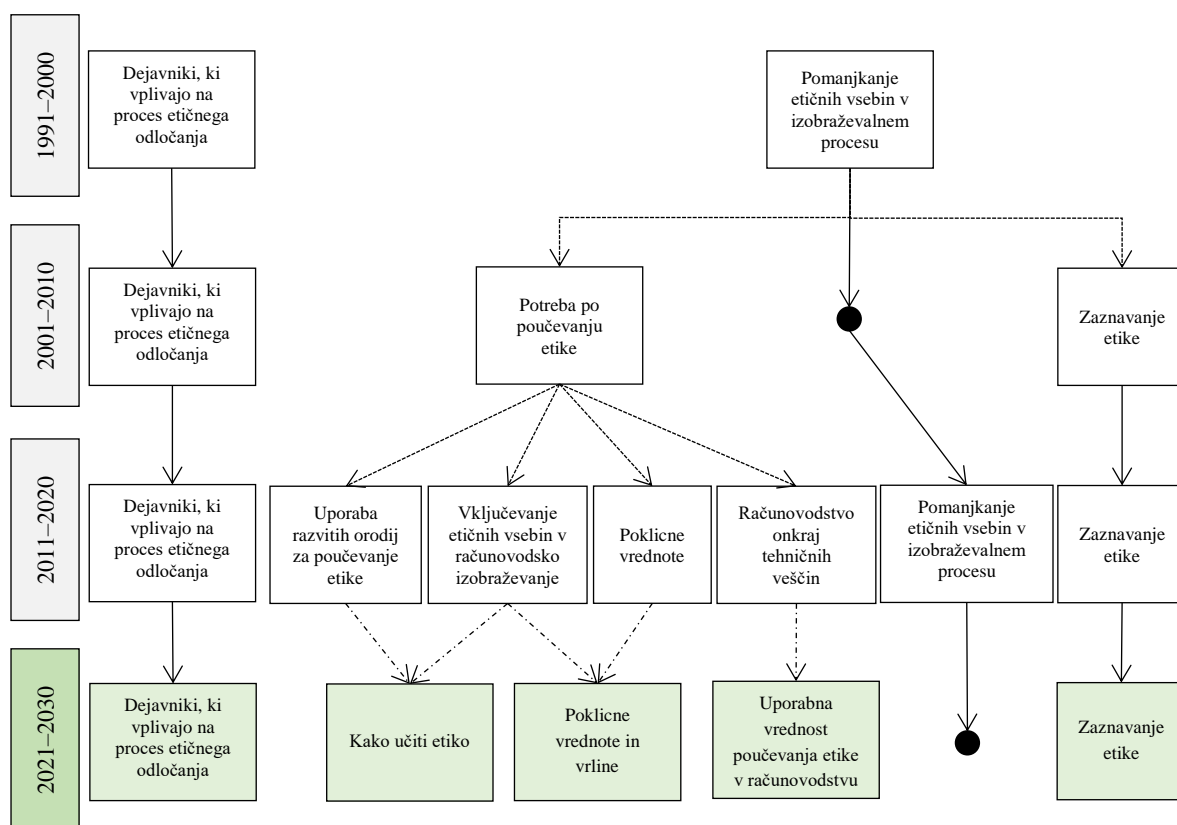 1991–2000
Dejavniki, ki
vplivajo na
proces etičnega
odločanja
Pomanjkanje
etičnih vsebin v
izobraževalnem
procesu
2001–2010
Dejavniki, ki
vplivajo na
proces etičnega
odločanja
Potreba po
poučevanju
etike
Zaznavanje
etike
2011–2020
Dejavniki, ki
vplivajo na
proces etičnega
odločanja
Uporaba
razvitih orodij
za poučevanje
etike
Vključevanje
etičnih vsebin v
računovodsko
izobraževanje
Poklicne
vrednote
Računovodstvo
onkraj
tehničnih
veščin
Pomanjkanje
etičnih vsebin v
izobraževalnem
procesu
Zaznavanje
etike
2021–2030
Dejavniki, ki
vplivajo na
proces etičnega
odločanja
Kako učiti etiko
Poklicne
vrednote in
vrline
Uporabna
vrednost
poučevanja etike
v računovodstvu
Zaznavanje
etike